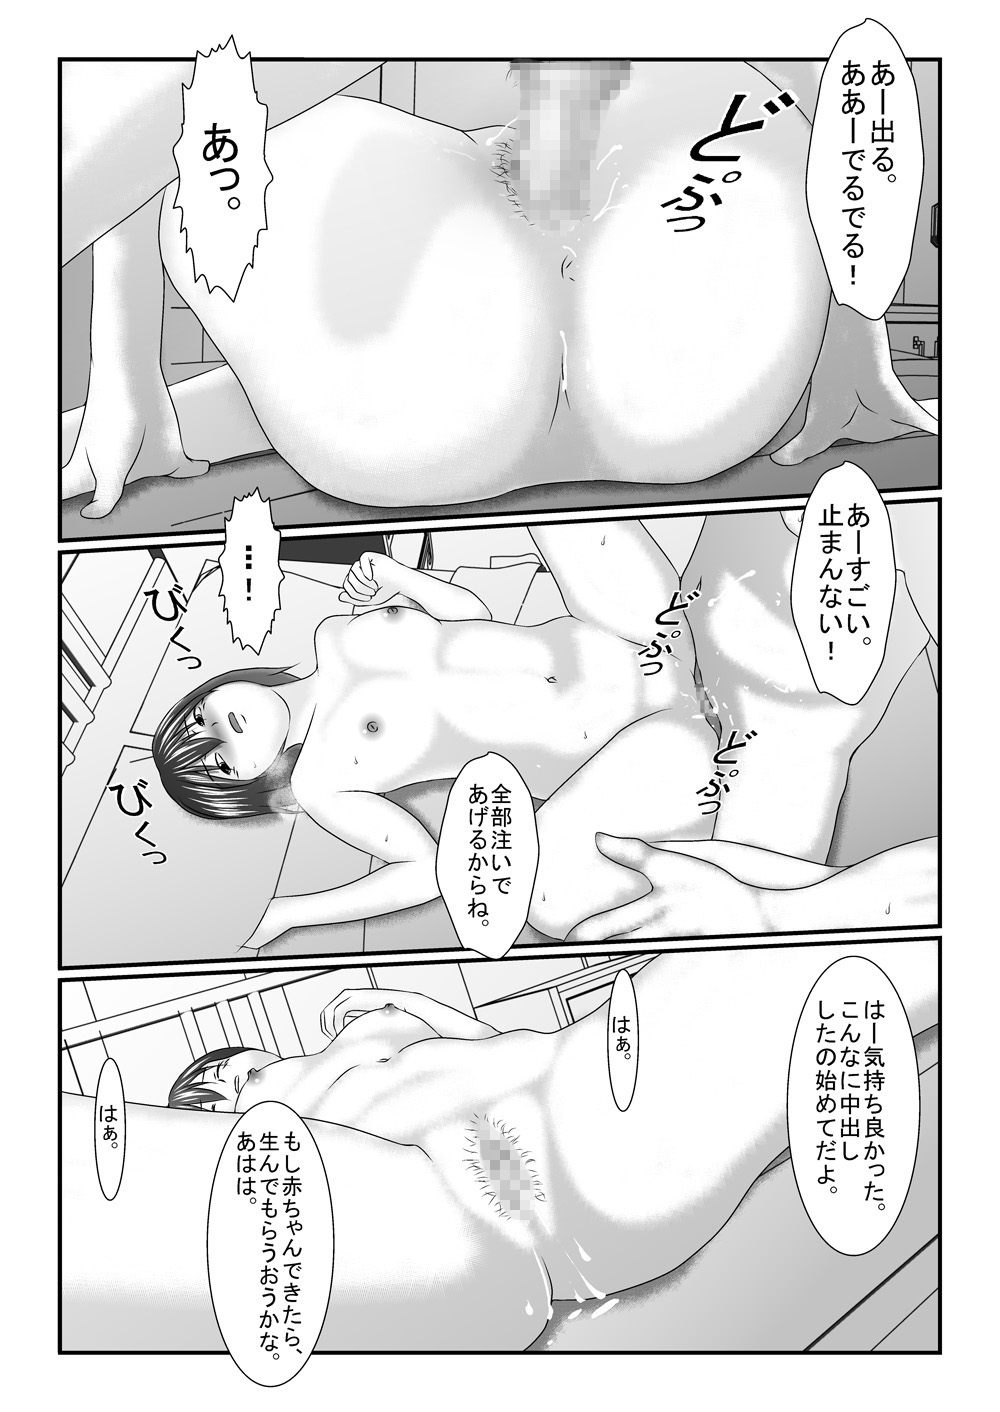 あー出る。
ああーでるでる！
どぷっ
あっ。
あーすごい。
止まんない！
どぷっ
どぷっ
…！
びくっ
びくっ
全部注いで
あげるからね。
はー気持ち良かった。
こんなに中出し
したの始めてだよ。
はぁ。
もし赤ちゃんできたら、
生んでもらうおうかな。
あはは。
はぁ。